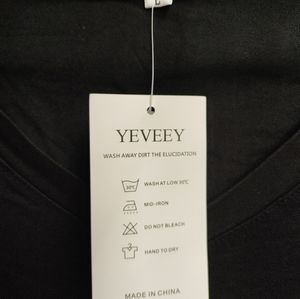 L
YEVEEY
WASH AWAY DIRT THE ELUCIDATION
30℃
WASH AT LOW 30℃
MID-IRON
DO NOT BLEACH
HAND TO DRY
MADE IN CHINA